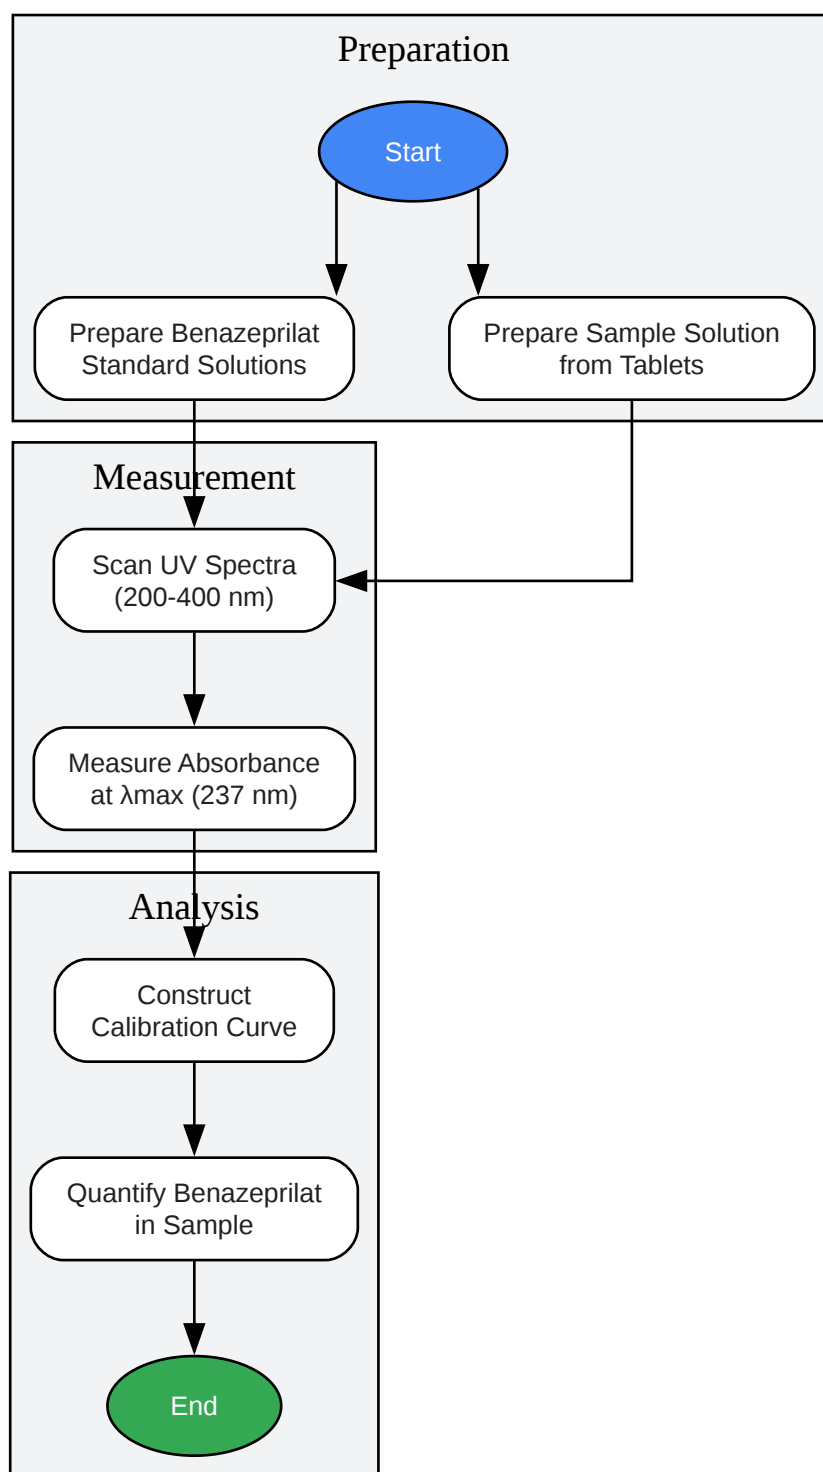 Preparation
Start
Prepare Benazeprilat
Standard Solutions
Prepare Sample Solution
from Tablets
Measurement
Scan UV Spectra
(200-400 nm)
Measure Absorbance
at λmax (237 nm)
Analysis
Construct
Calibration Curve
Quantify Benazeprilat
in Sample
End